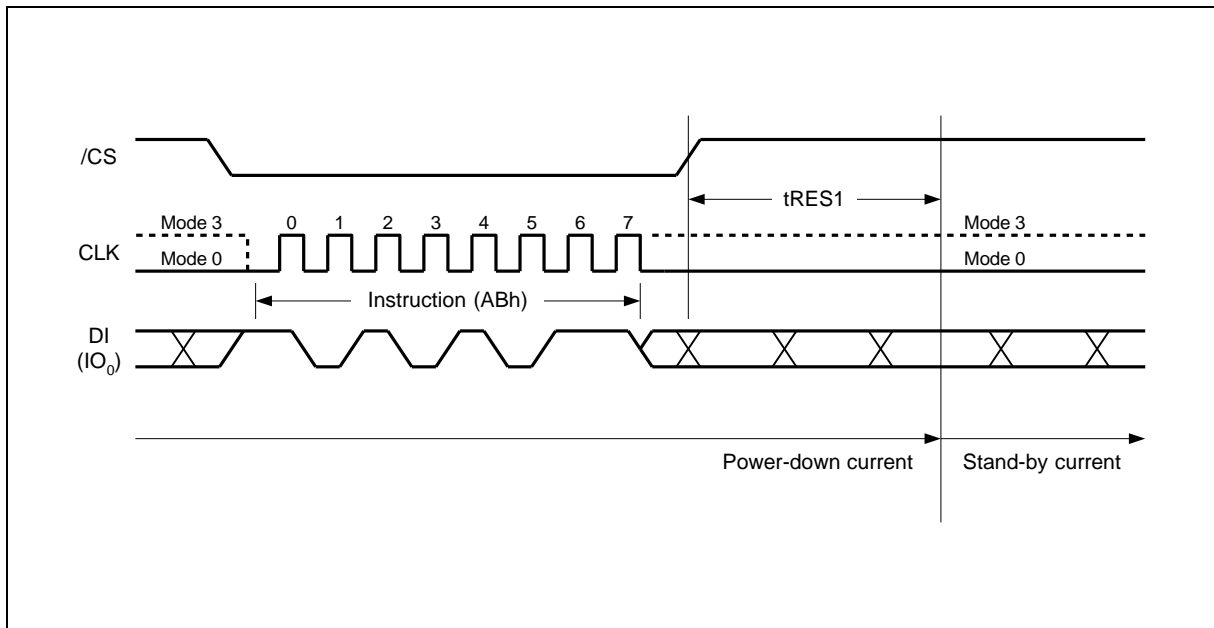 /CS
tRES1
Mode 3 0 1 2 3 4 5 6 7 Mode 3
CLK
Mode 0 Mode 0
Instruction (ABh)
DI
(IO0)
Power-down current Stand-by current